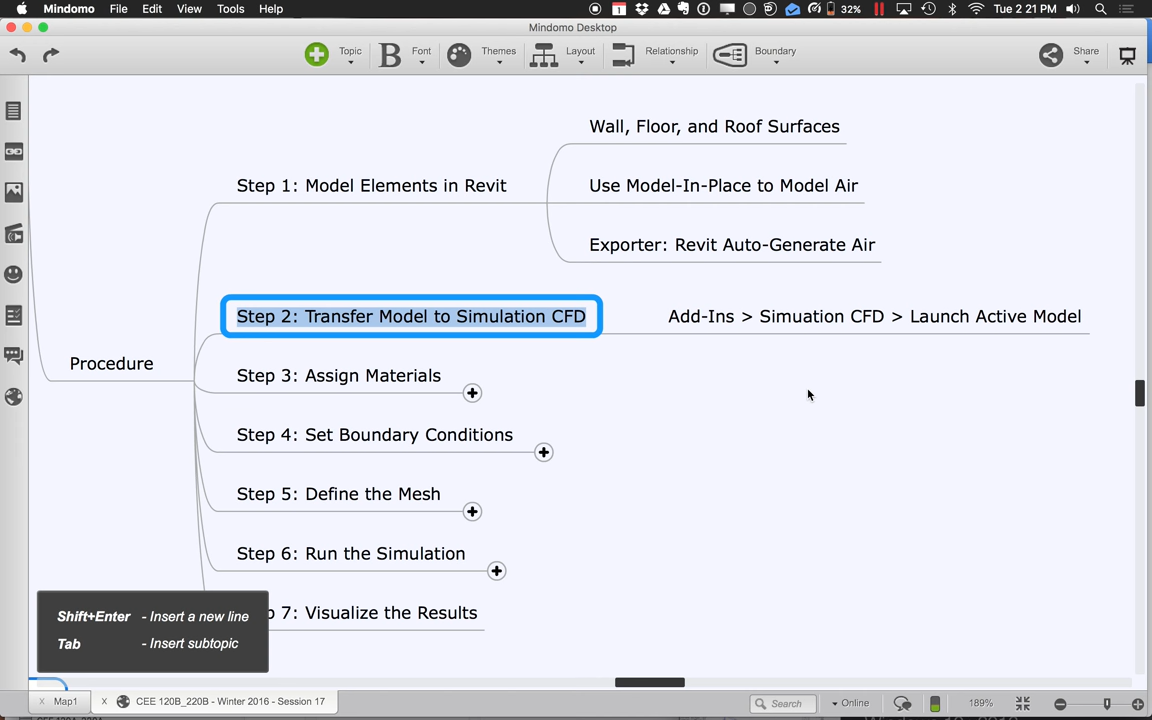 Mindomo File Edit View Tools Help
1 32% Tue 2 21 PM
Mindomo Desktop
Topic
Font
Themes
Layout
Relationship
Boundary
Share
Wall, Floor, and Roof Surfaces
Step 1: Model Elements in Revit
Use Model-In-Place to Model Air
Exporter: Revit Auto-Generate Air
Step 2: Transfer Model to Simulation CFD
Add-Ins > Simuation CFD > Launch Active Model
Procedure
Step 3: Assign Materials
Step 4: Set Boundary Conditions
Step 5: Define the Mesh
Step 6: Run the Simulation
p 7: Visualize the Results
Shift+Enter - Insert a new line
Tab - Insert subtopic
Map1
CEE 120B_220B - Winter 2016 - Session 17
Search
Online
189%